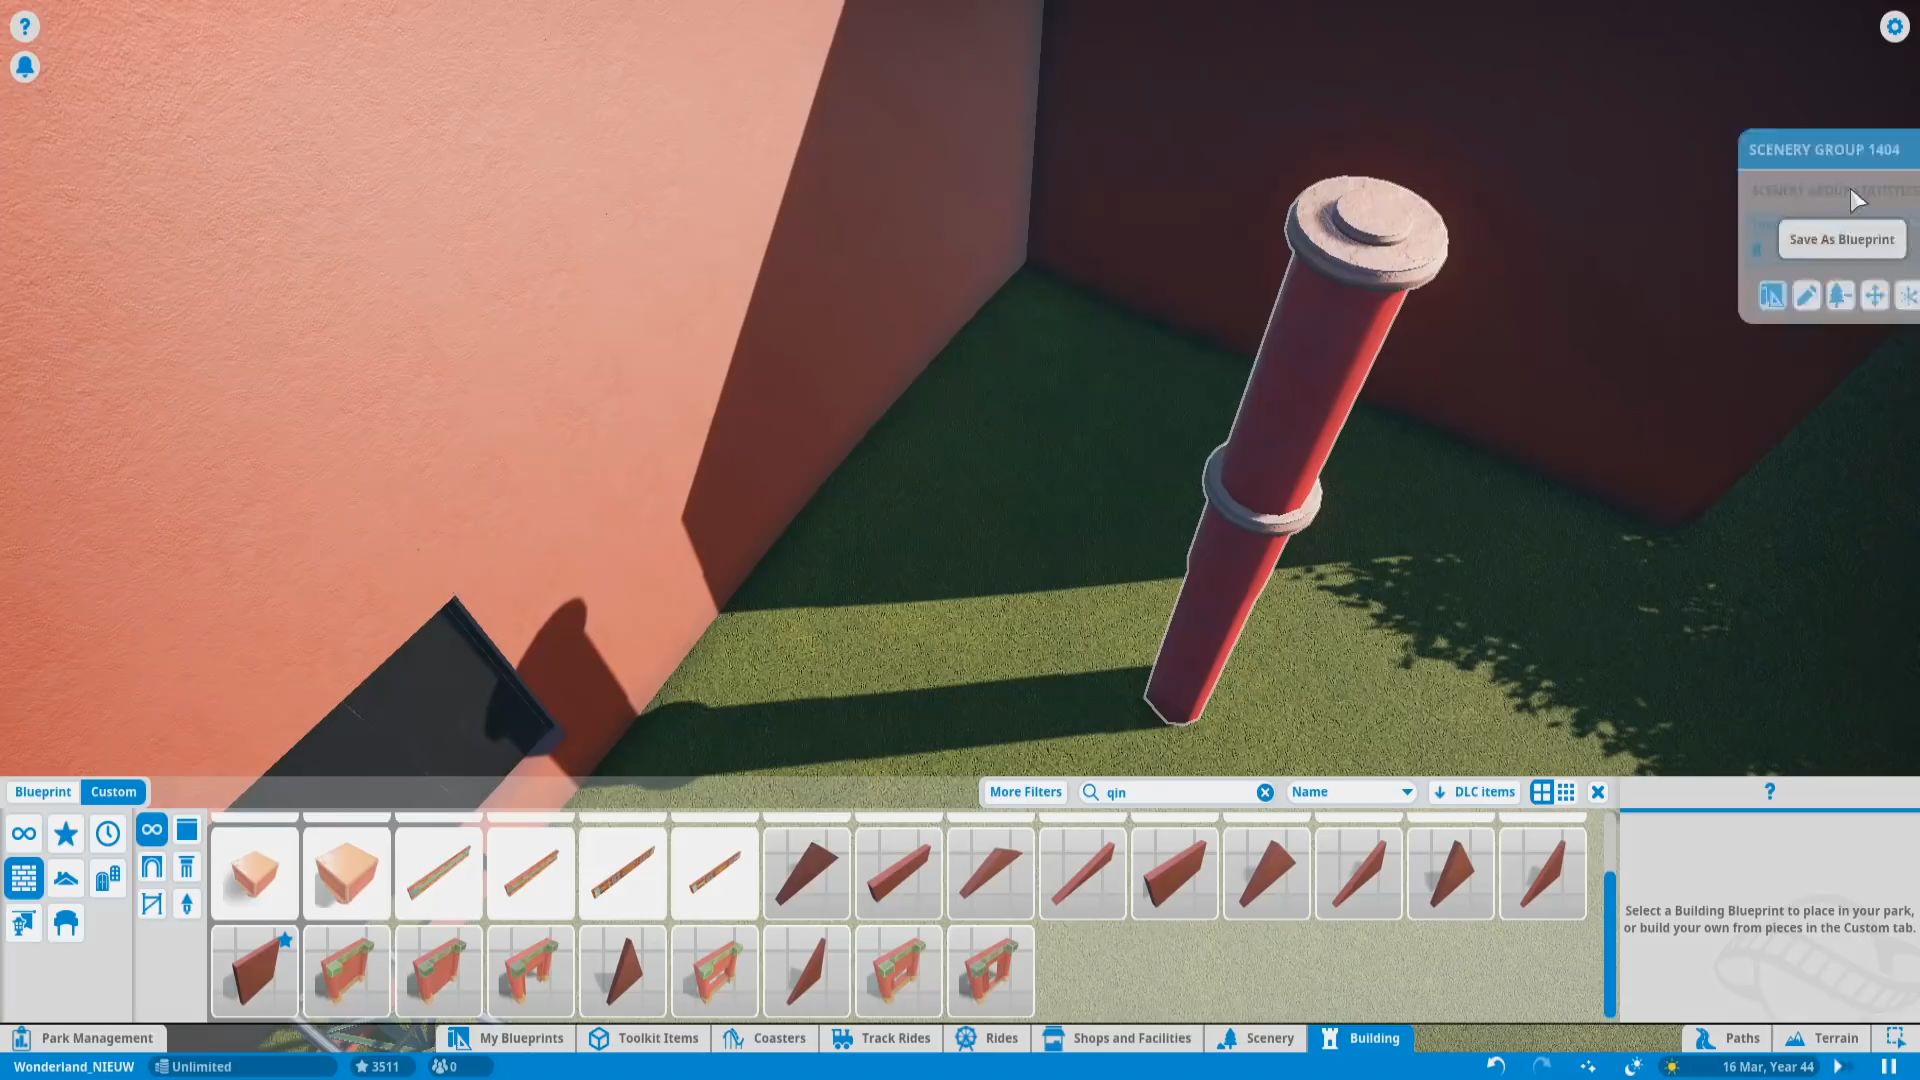 ?
SCENERY GROUP 1404
SCENERY GROUP STATISTICS
Save As Blueprint
Blueprint
Custom
More Filters
qin
Name
DLC items
?
Select a Building Blueprint to place in your park,
or build your own from pieces in the Custom tab.
Park Management
My Blueprints
Toolkit Items
Coasters
Track Rides
Rides
Shops and Facilities
Scenery
Building
Paths
Terrain
Wonderland_NIEUW
Unlimited
3511
0
16 Mar, Year 44